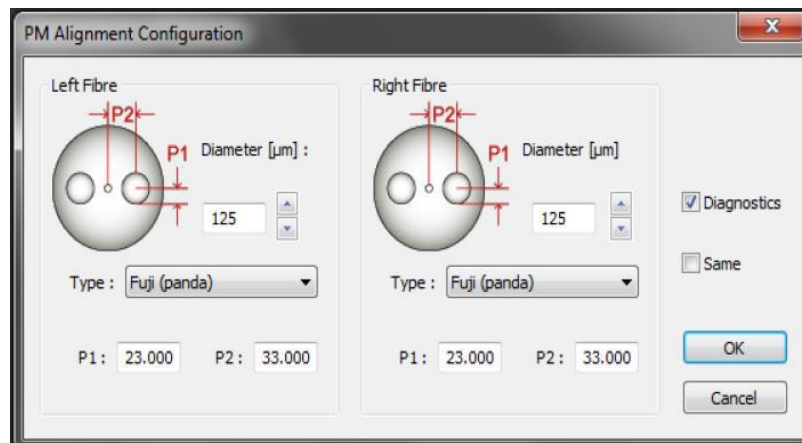 PM Alignment Configuration
Left Fibre
P2
P1
Diameter [µm] :
125
Type : Fuji (panda)
P1 : 23.000 P2 : 33.000
Right Fibre
P2
P1
Diameter [µm]
125
Type : Fuji (panda)
P1 : 23.000 P2 : 33.000
Diagnostics
Same
OK
Cancel